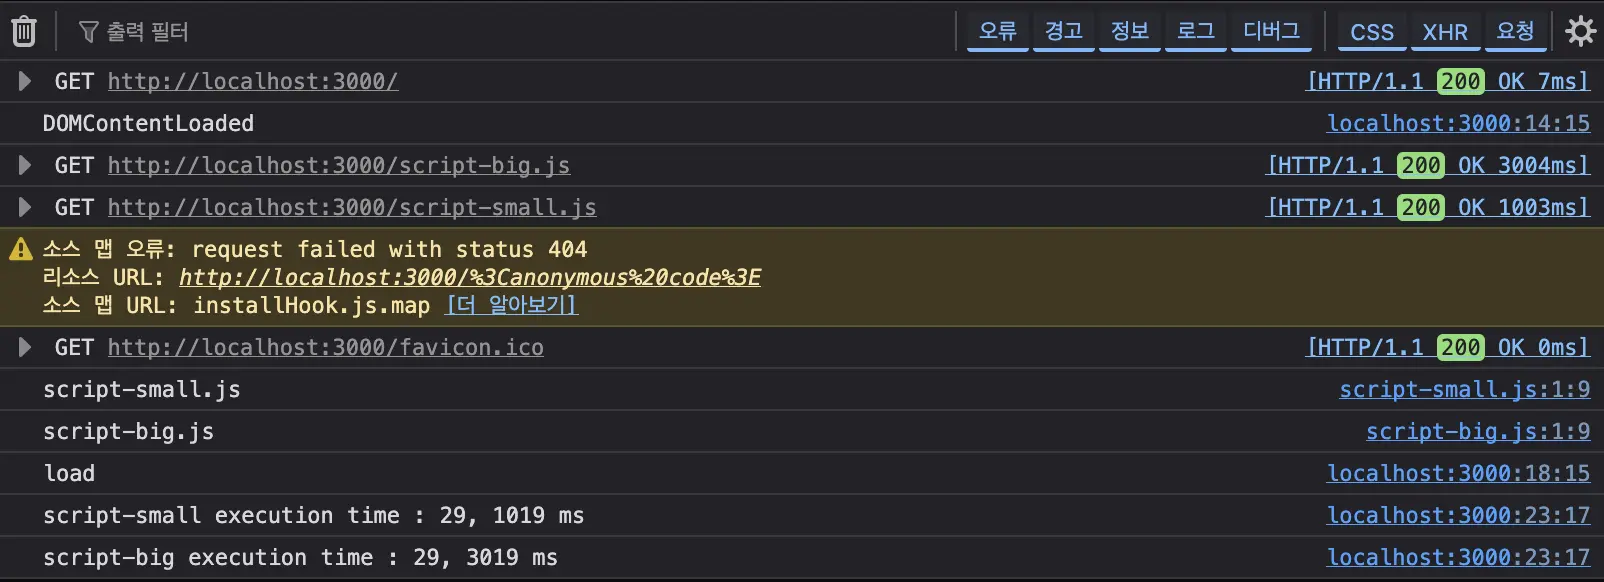 출력 필터 오류 경고 정보 로그 디버그 CSS XHR 요청
GET http://localhost:3000/ [HTTP/1.1 200 OK 7ms]
DOMContentLoaded localhost:3000:14:15
GET http://localhost:3000/script-big.js [HTTP/1.1 200 OK 3004ms]
GET http://localhost:3000/script-small.js [HTTP/1.1 200 OK 1003ms]
소스 맵 오류: request failed with status 404
리소스 URL: http://localhost:3000/%3Canonymous%20code%3E
소스 맵 URL: installHook.js.map [더 알아보기]
GET http://localhost:3000/favicon.ico [HTTP/1.1 200 OK 0ms]
script-small.js script-small.js:1:9
script-big.js script-big.js:1:9
load localhost:3000:18:15
script-small execution time : 29, 1019 ms localhost:3000:23:17
script-big execution time : 29, 3019 ms localhost:3000:23:17